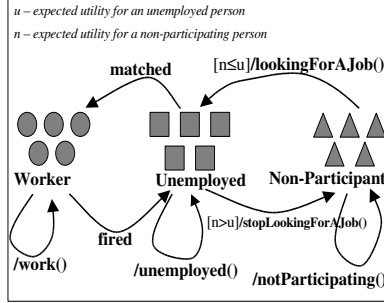 u – expected utility for an unemployed person
n – expected utility for a non-participating person
matched
[n≤u]/lookingForAJob()
Worker
Unemployed
Non-Participant
fired
[n>u]/stopLookingForAJob()
/work()
/unemployed()
/notParticipating()